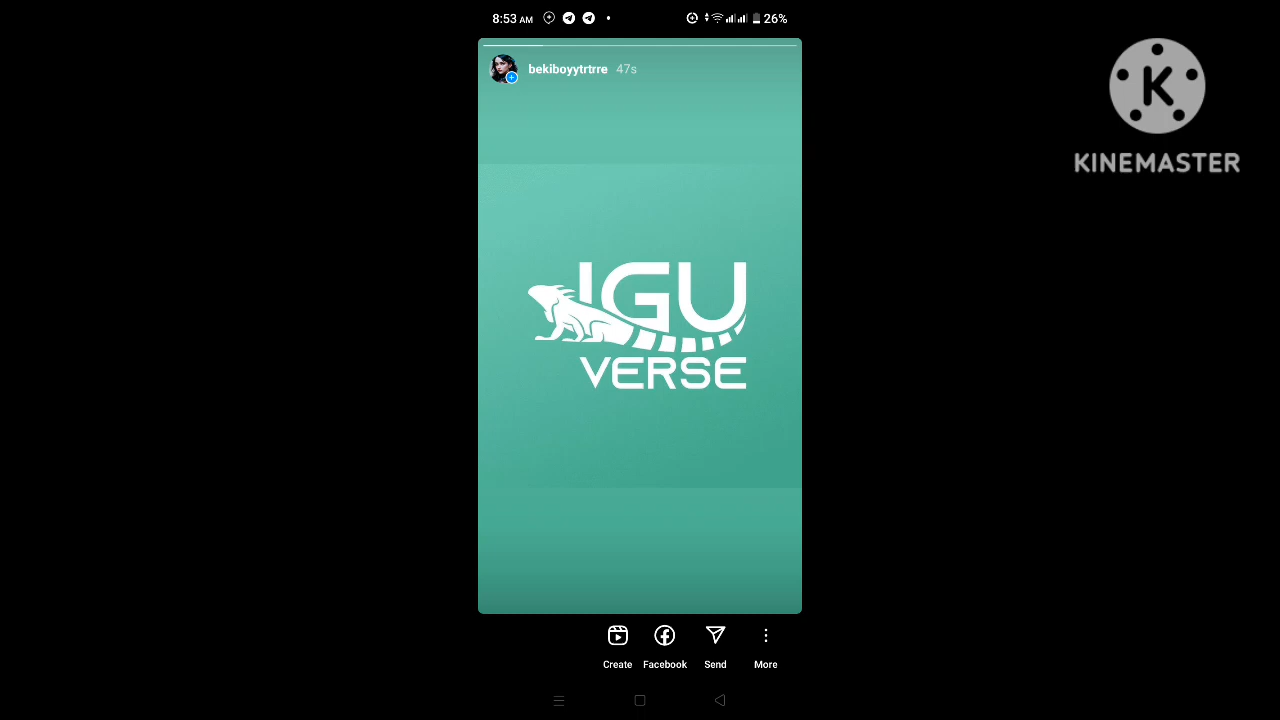 8:53 AM 26%
bekiboyytrtrre 47s
K
KINEMASTER
IGU
VERSE
Create Facebook Send More